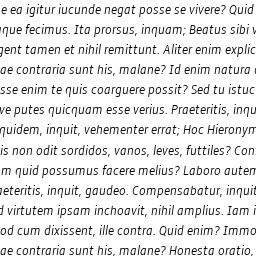 e ea igitur iucunde negat posse se vivere? Quid
que fecimus. Ita prorsus, inquam; Beatus sibi v
gent tamen et nihil remittunt. Aliter enim explic
ae contraria sunt his, malane? Id enim natura
sse enim te quis coarguere possit? Sed tu istuc
ve putes quicquam esse verius. Praeteritis, inqu
quidem, inquit, vehementer errat; Hoc Hieronym
is non odit sordidos, vanos, leves, futtiles? Con
m quid possumus facere melius? Laboro autem
aeteritis, inquit, gaudeo. Compensabatur, inquit
d virtutem ipsam inchoavit, nihil amplius. Iam i
od cum dixissent, ille contra. Quid enim? Immo
ae contraria sunt his, malane? Honesta oratio,